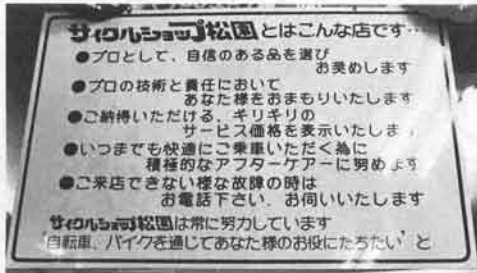 サイクルショップ松園とはこんな店です…
●プロとして、自信のある品を選び
お奨めします
●プロの技術と責任において
あなた様をおまもりいたします
●ご納得いただける、ギリギリの
サービス価格を表示いたしま
●いつまでも快適にご乗車いただく為に
積極的なアフターケアーに努めます
●ご来店できない様な故障の時は
お電話下さい、お伺いいたします
サイクルショップ松園は常に努力しています
'自転車、バイクを通じてあなた様のお役にたちたい'と